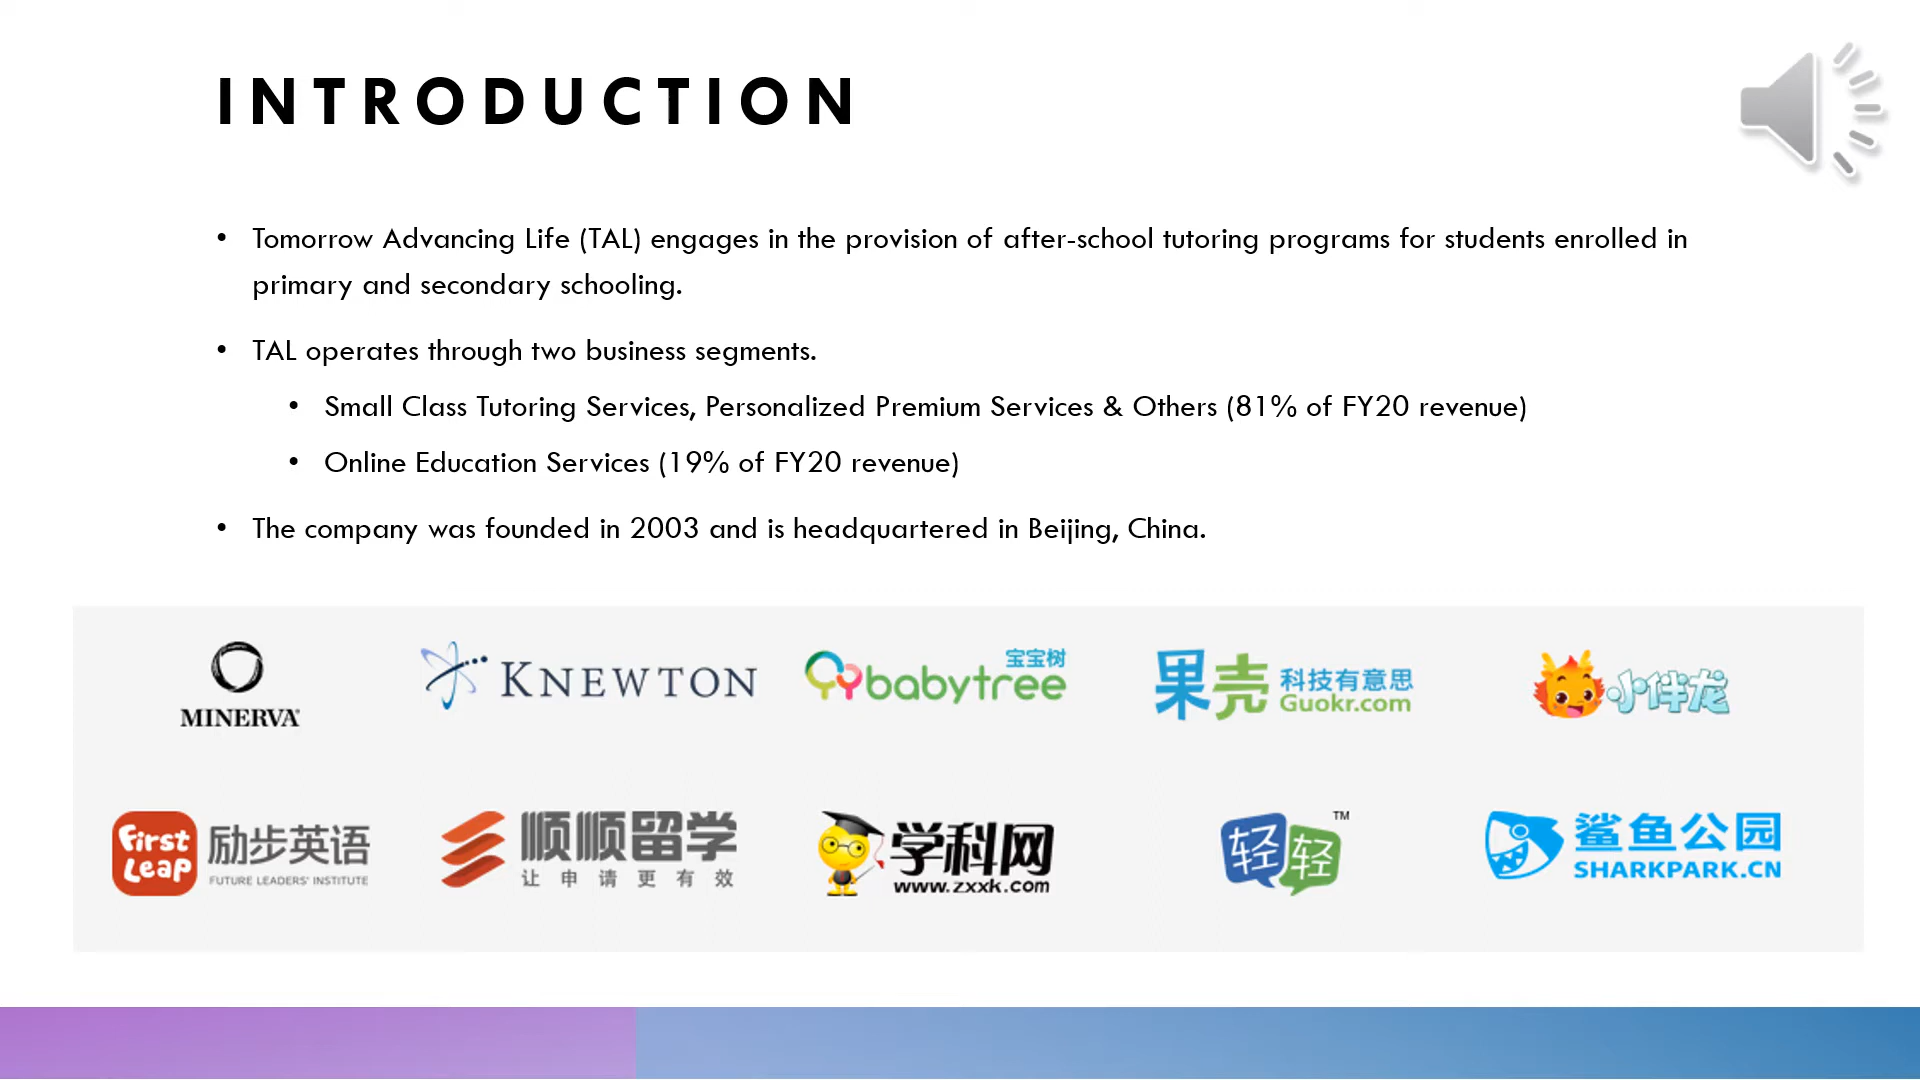 INTRODUCTION
• Tomorrow Advancing Life (TAL) engages in the provision of after-school tutoring programs for students enrolled in
primary and secondary schooling.
• TAL operates through two business segments.
• Small Class Tutoring Services, Personalized Premium Services & Others (81% of FY20 revenue)
• Online Education Services (19% of FY20 revenue)
• The company was founded in 2003 and is headquartered in Beijing, China.
MINERVA
KNEWTON
宝宝树
babytree
果壳
科技有意思
Guokr.com
小伴龙
First
Leap
励步英语
FUTURE LEADERS' INSTITUTE
顺顺留学
让申请更有效
学科网
www.zxxk.com
轻轻 TM
鲨鱼公园
SHARKPARK.CN